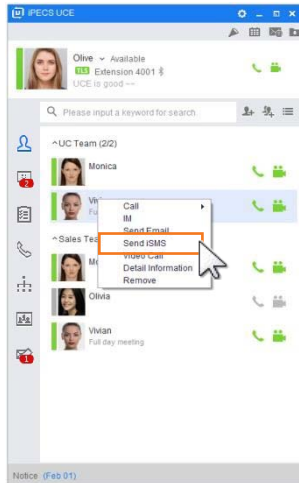 iPECS UCE
Olive Available
TLS Extension 4001
UCE is good ~~
Please input a keyword for search
^UC Team (2/2)
Monica
2
Call
IM
Send Email
Send iSMS
Video Call
Detail Information
Remove
^Sales Tea
Olivia
Vivian
Full day meeting
1
Notice (Feb 01)